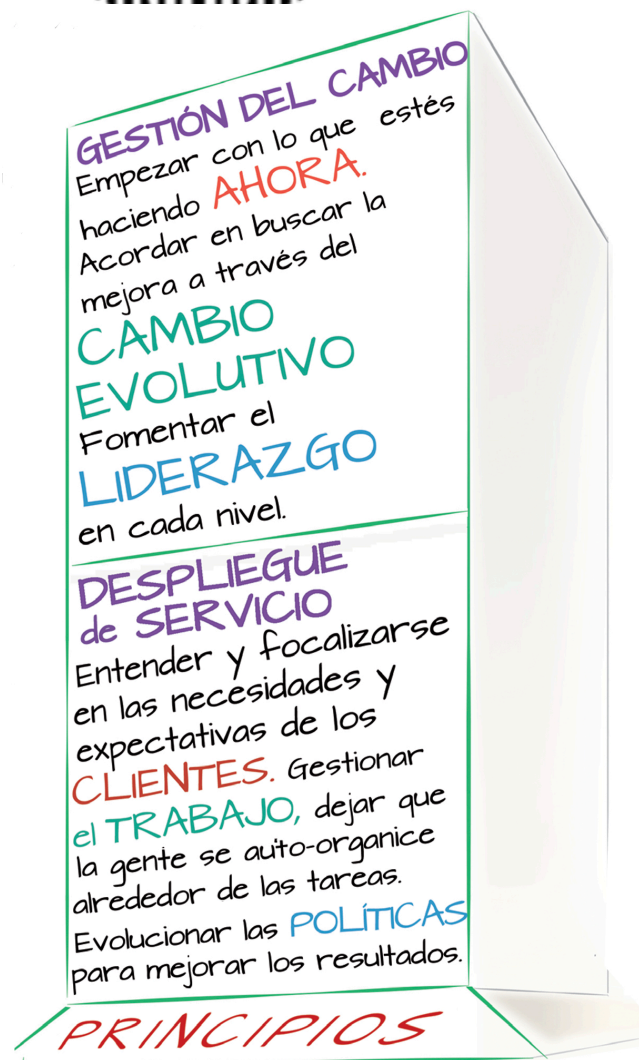 GESTIÓN DEL CAMBIO
Empezar con lo que estés
haciendo AHORA.
Acordar en buscar la
mejora a través del
CAMBIO
EVOLUTIVO
Fomentar el
LIDERAZGO
en cada nivel.
DESPLIEGUE
de SERVICIO
Entender y focalizarse
en las necesidades y
expectativas de los
CLIENTES. Gestionar
el TRABAJO, dejar que
la gente se auto-organice
alrededor de las tareas.
Evolucionar las POLÍTICAS
para mejorar los resultados.
PRINCIPIOS